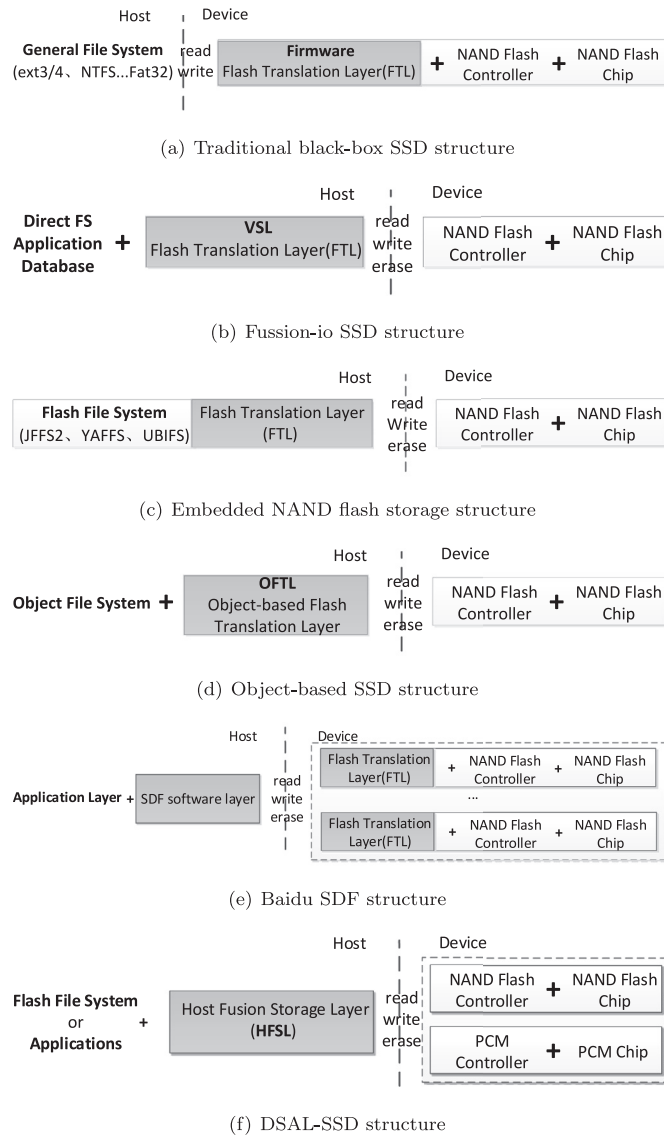 Host Device
General File System
(ext3/4、NTFS...Fat32)
read
write
Firmware
Flash Translation Layer(FTL)
+ NAND Flash
Controller
+ NAND Flash
Chip
(a) Traditional black-box SSD structure
Host Device
Direct FS
Application
Database
+
VSL
Flash Translation Layer(FTL)
read
write
erase
NAND Flash
Controller
+ NAND Flash
Chip
(b) Fussion-io SSD structure
Host Device
Flash File System
(JFFS2、YAFFS、UBIFS)
Flash Translation Layer
(FTL)
read
Write
erase
NAND Flash
Controller
+ NAND Flash
Chip
(c) Embedded NAND flash storage structure
Host Device
Object File System +
OFTL
Object-based Flash
Translation Layer
read
write
erase
NAND Flash
Controller
+ NAND Flash
Chip
(d) Object-based SSD structure
Host Device
Application Layer +
SDF software layer
read
write
erase
Flash Translation
Layer(FTL)
+ NAND Flash
Controller
+ NAND Flash
Chip
...
Flash Translation
Layer(FTL)
+ NAND Flash
Controller
+ NAND Flash
Chip
(e) Baidu SDF structure
Host Device
Flash File System
or
Applications
+
Host Fusion Storage Layer
(HFSL)
read
write
erase
NAND Flash
Controller
+ NAND Flash
Chip
PCM
Controller
+ PCM Chip
(f) DSAL-SSD structure